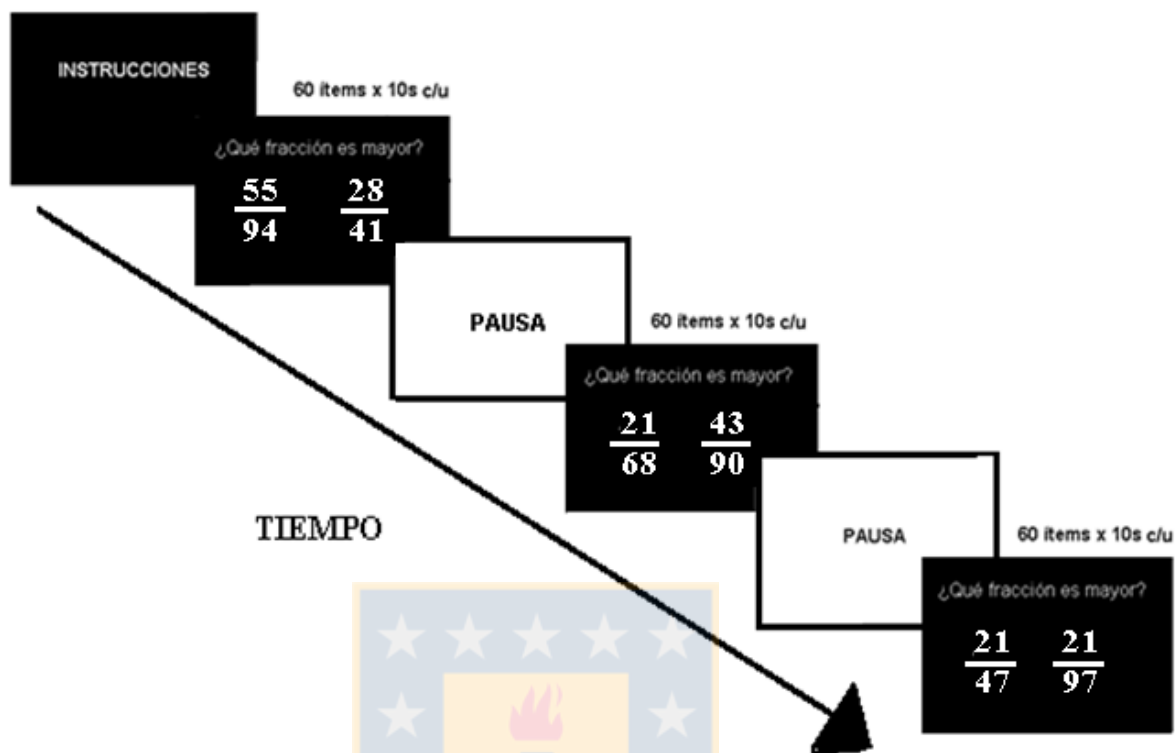 INSTRUCCIONES
60 ítems x 10s c/u
¿Qué fracción es mayor?
55 28
94 41
PAUSA
60 ítems x 10s c/u
¿Qué fracción es mayor?
21 43
68 90
PAUSA
60 ítems x 10s c/u
¿Qué fracción es mayor?
21 21
47 97
TIEMPO